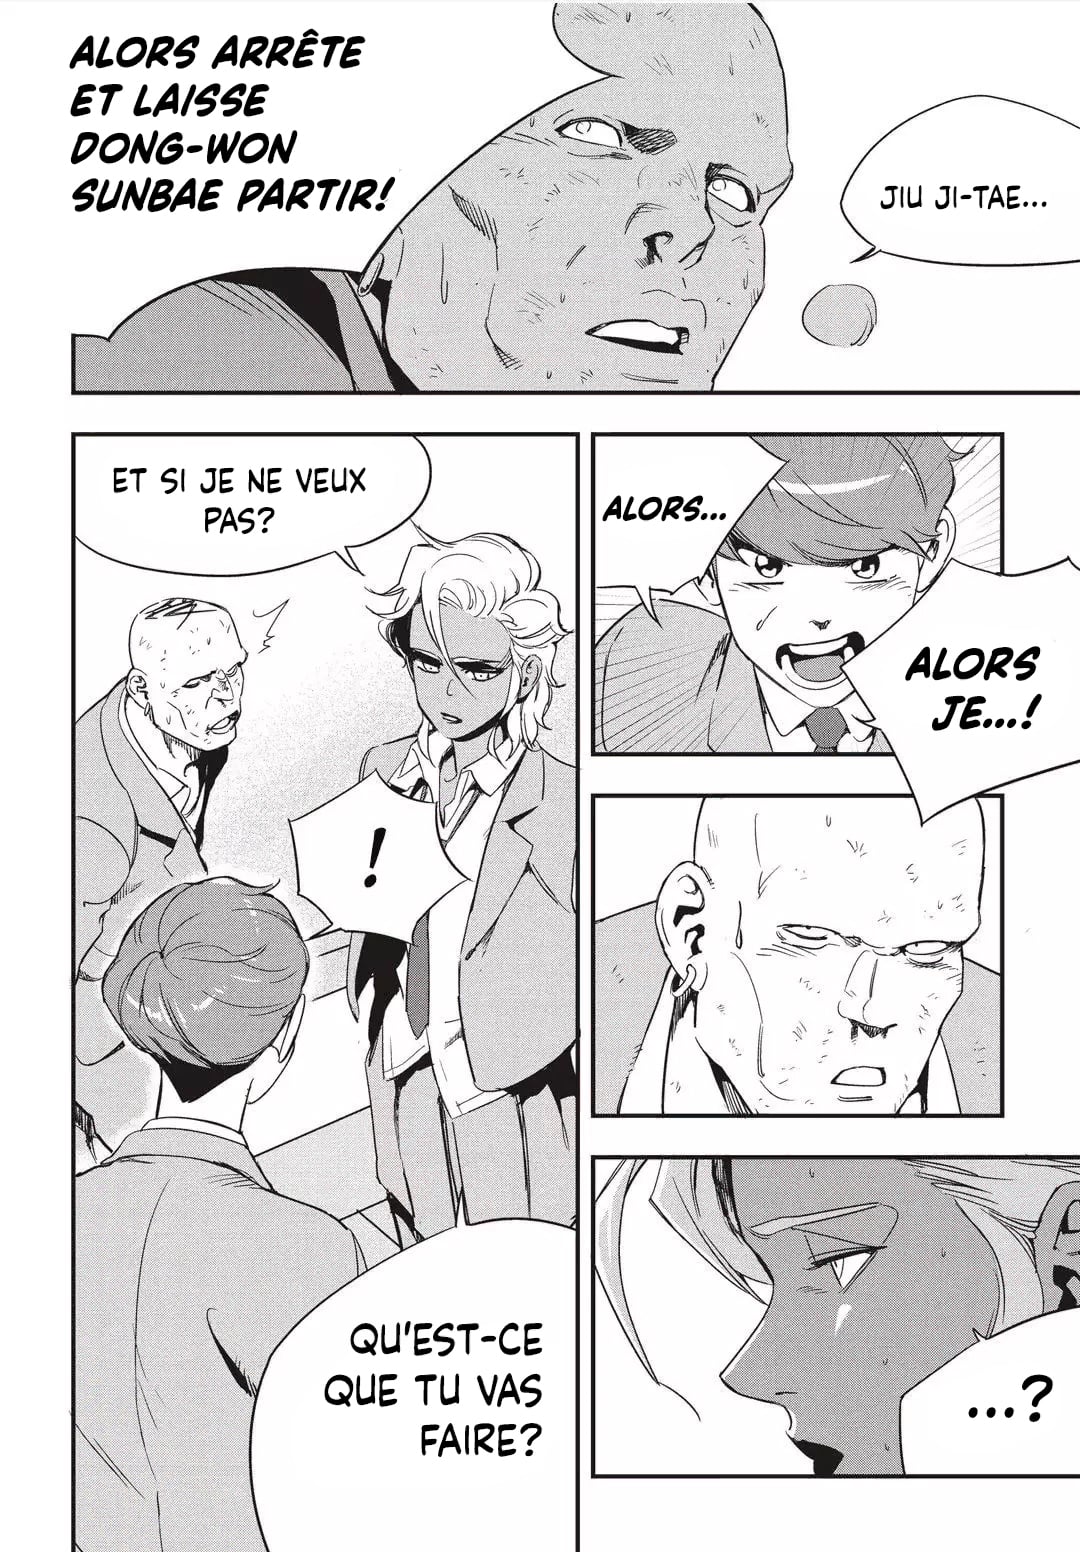 ALORS ARRÊTE
ET LAISSE
DONG-WON
SUNBAE PARTIR!
JIU JI-TAE...
ET SI JE NE VEUX
PAS?
!
QU'EST-CE
QUE TU VAS
FAIRE?
ALORS...
ALORS
JE...!
...?